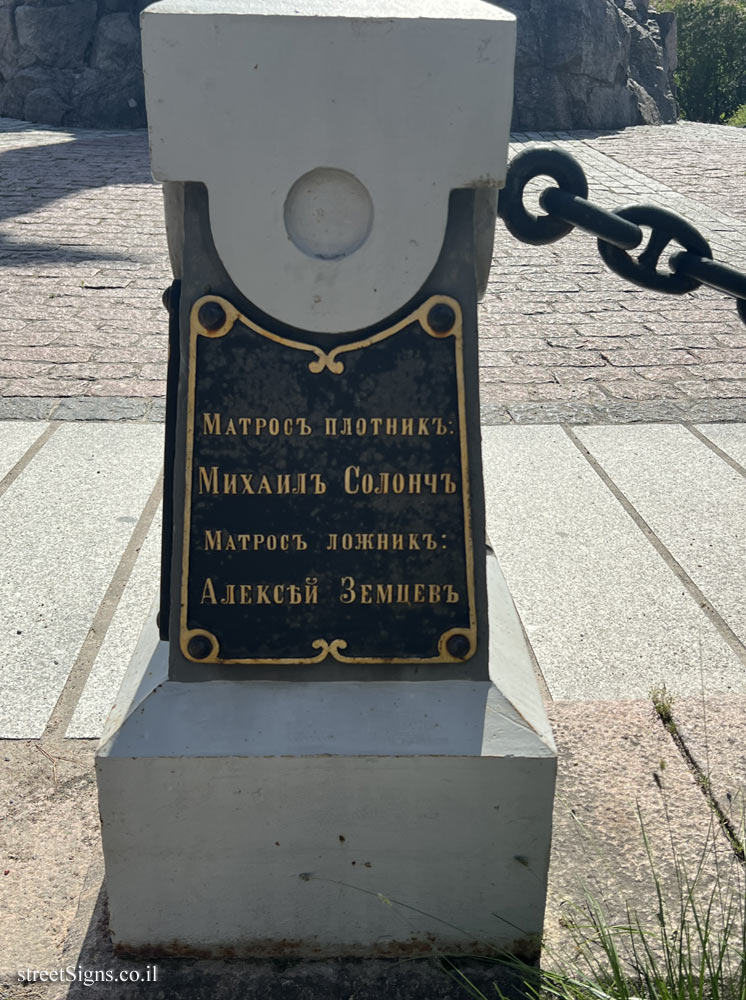 Матросъ плотникъ:
Михаилъ Солончъ
Матросъ ложникъ:
Алексѣй Земцевъ
streetSigns.co.il